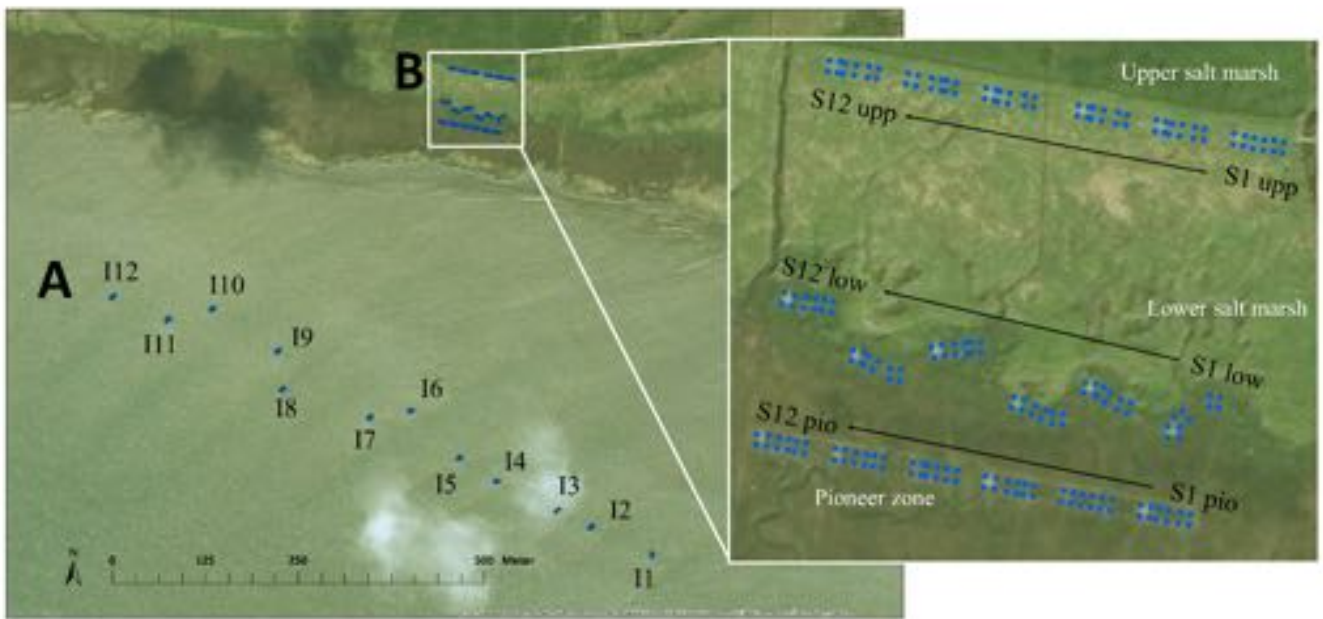 B
A
I12
I10
I11
I9
I8
I6
I7
I5
I4
I3
I2
I1
N
0 125 250 500 Meter
Upper salt marsh
S12 upp
S1 upp
S12 low
Lower salt marsh
S1 low
S12 pio
S1 pio
Pioneer zone